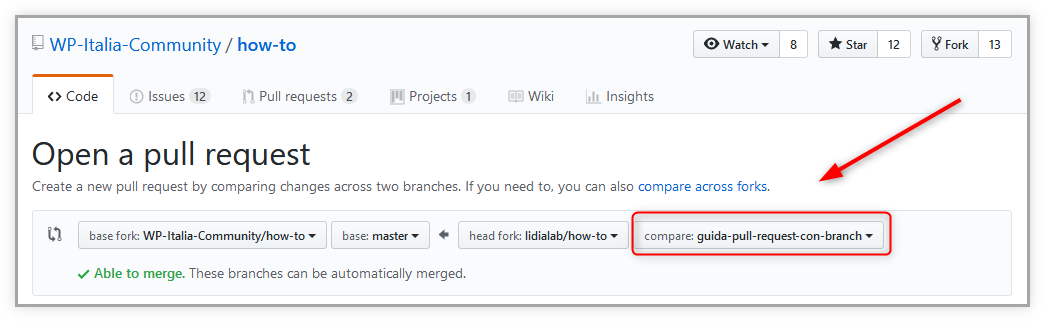 WP-Italia-Community / how-to
Watch 8 Star 12 Fork 13
Code Issues 12 Pull requests 2 Projects 1 Wiki Insights
Open a pull request
Create a new pull request by comparing changes across two branches. If you need to, you can also compare across forks.
base fork: WP-Italia-Community/how-to base: master head fork: lidialab/how-to compare: guida-pull-request-con-branch
Able to merge. These branches can be automatically merged.